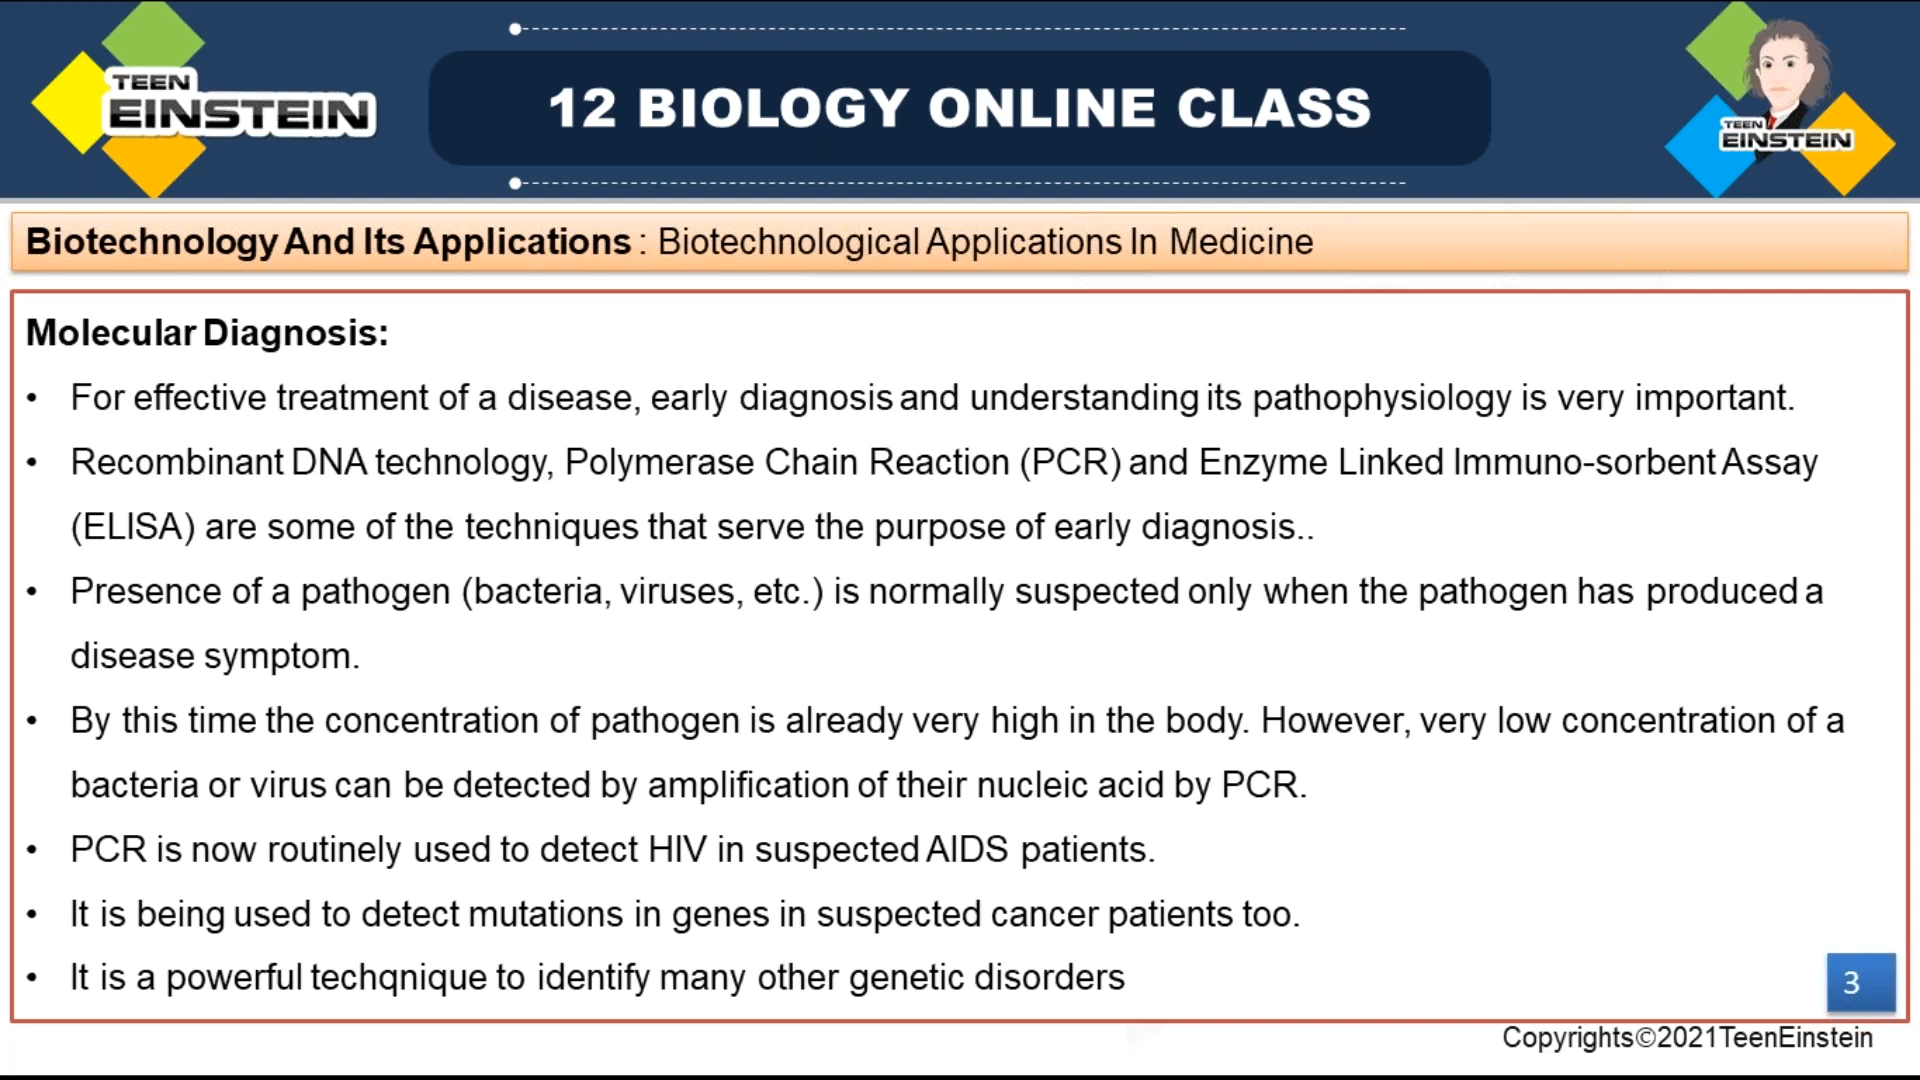 TEEN
EINSTEIN
12 BIOLOGY ONLINE CLASS
TEEN
EINSTEIN
Biotechnology And Its Applications : Biotechnological Applications In Medicine
Molecular Diagnosis:
• For effective treatment of a disease, early diagnosis and understanding its pathophysiology is very important.
• Recombinant DNA technology, Polymerase Chain Reaction (PCR) and Enzyme Linked Immuno-sorbent Assay
(ELISA) are some of the techniques that serve the purpose of early diagnosis..
• Presence of a pathogen (bacteria, viruses, etc.) is normally suspected only when the pathogen has produced a
disease symptom.
• By this time the concentration of pathogen is already very high in the body. However, very low concentration of a
bacteria or virus can be detected by amplification of their nucleic acid by PCR.
• PCR is now routinely used to detect HIV in suspected AIDS patients.
• It is being used to detect mutations in genes in suspected cancer patients too.
• It is a powerful techqnique to identify many other genetic disorders
3
Copyrights©2021TeenEinstein